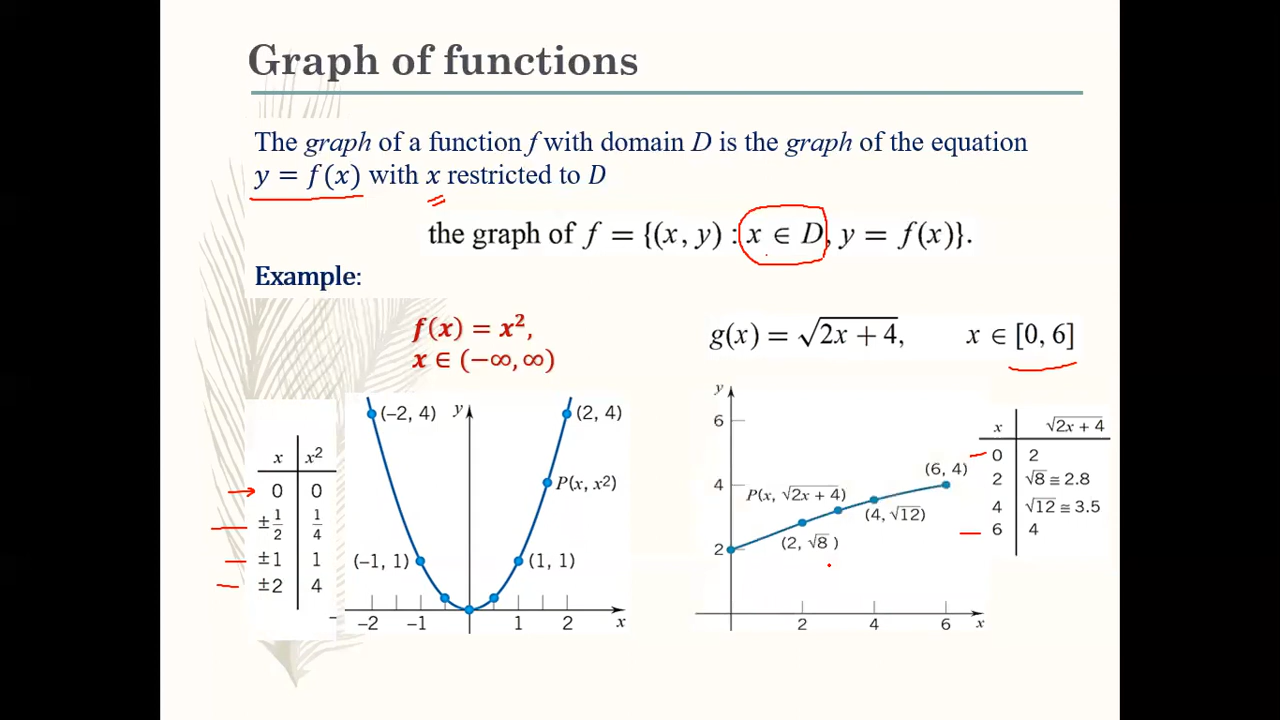 Graph of functions
The graph of a function f with domain D is the graph of the equation
y = f(x) with x restricted to D
the graph of f = {(x, y) : x ∈ D, y = f(x)}.
Example:
f(x) = x²,
x ∈ (−∞, ∞)
g(x) = √(2x + 4), x ∈ [0, 6]
x x²
0 0
±1/2 1/4
±1 1
±2 4
(−2, 4) y (2, 4)
P(x, x²)
(−1, 1) (1, 1)
−2 −1 1 2 x
y
6
4
2
(6, 4)
P(x, √(2x + 4))
(4, √12)
(2, √8 )
2 4 6 x
x √(2x + 4)
0 2
2 √8 ≅ 2.8
4 √12 ≅ 3.5
6 4